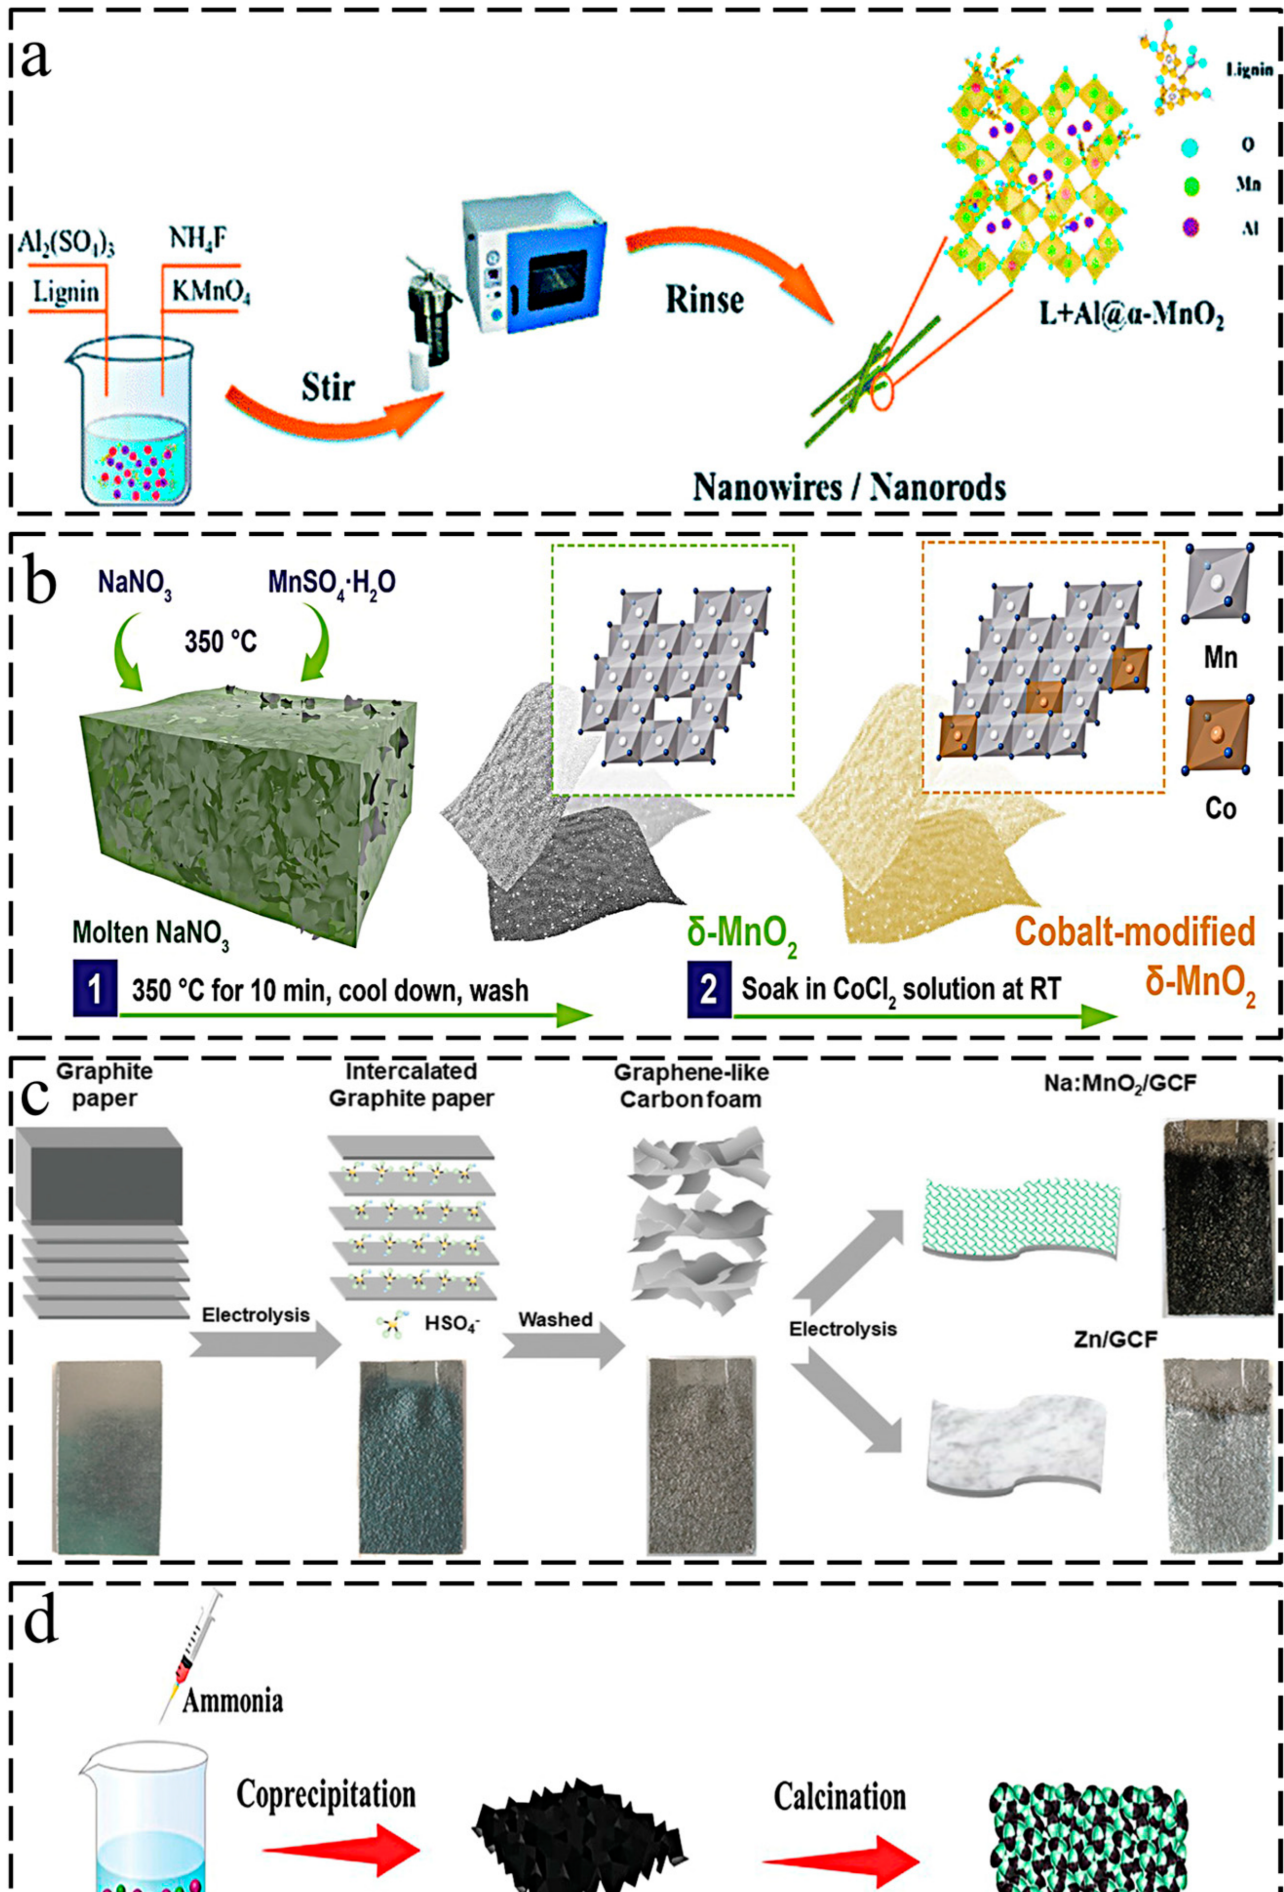 a
Al₂(SO₄)₃
NH₄F
Lignin
KMnO₄
Stir
Rinse
Nanowires / Nanorods
Lignin
O
Mn
Al
L+Al@α-MnO₂
b
NaNO₃
MnSO₄·H₂O
350 °C
Mn
Co
Molten NaNO₃
δ-MnO₂
Cobalt-modified
δ-MnO₂
1 350 °C for 10 min, cool down, wash
2 Soak in CoCl₂ solution at RT
c
Graphite
paper
Intercalated
Graphite paper
Graphene-like
Carbon foam
Na:MnO₂/GCF
Electrolysis
HSO₄⁻
Washed
Electrolysis
Zn/GCF
d
Ammonia
Coprecipitation
Calcination